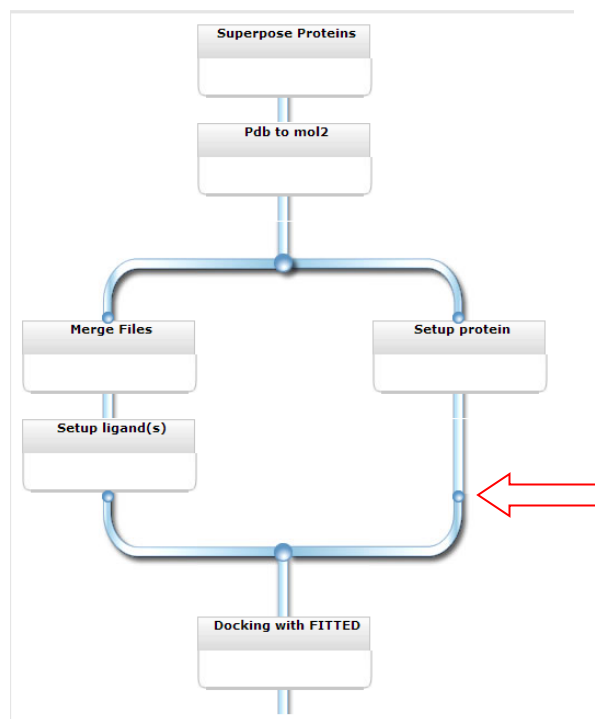 Superpose Proteins
Pdb to mol2
Merge Files
Setup protein
Setup ligand(s)
Docking with FITTED